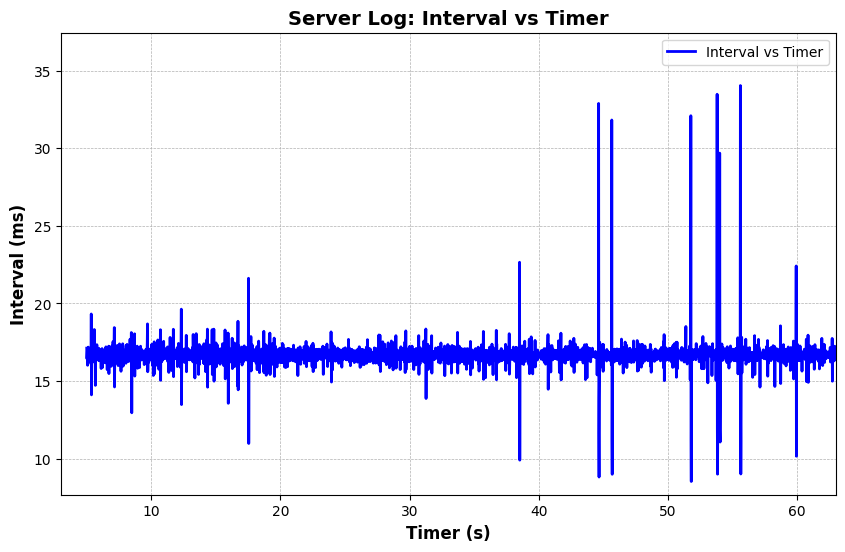 Server Log: Interval vs Timer
Interval vs Timer
35
30
25
20
15
10
Interval (ms)
10 20 30 40 50 60
Timer (s)